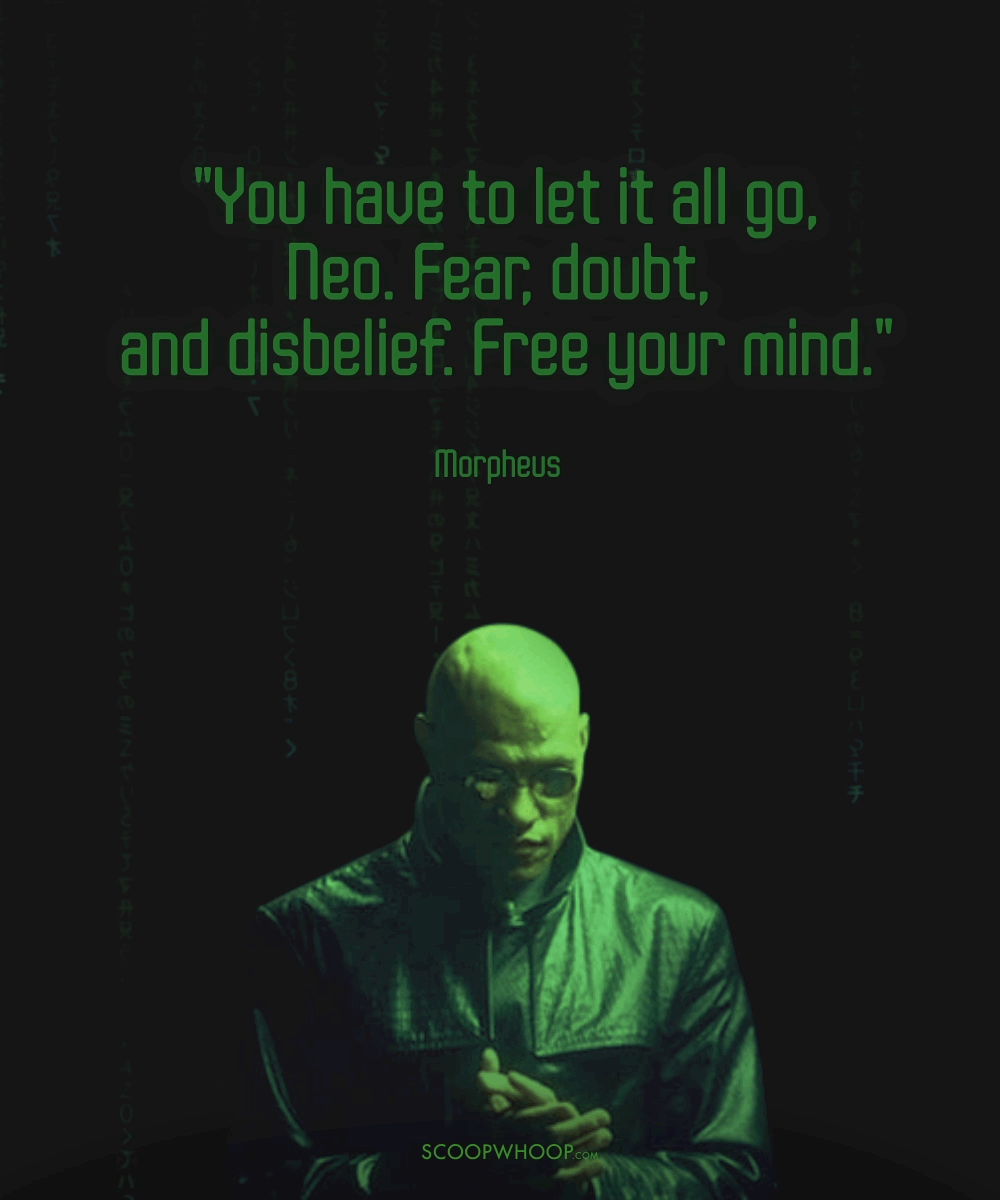 "You have to let it all go,
Neo. Fear, doubt,
and disbelief. Free your mind."
Morpheus
SCOOPWHOOP.COM